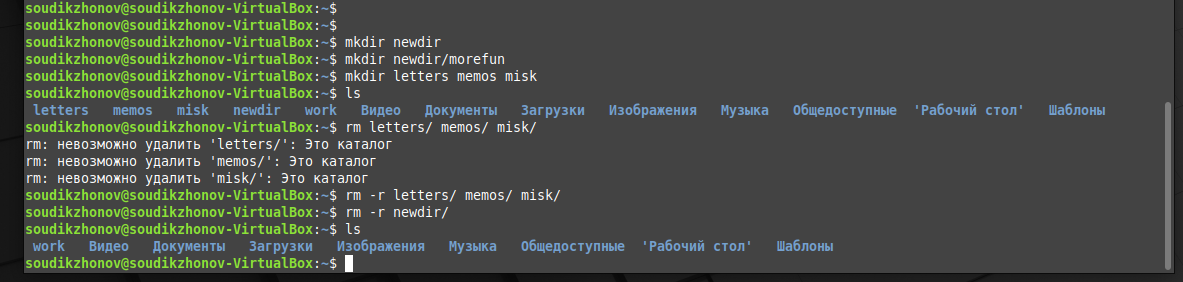 soudikzhonov@soudikzhonov-VirtualBox:~$
soudikzhonov@soudikzhonov-VirtualBox:~$
soudikzhonov@soudikzhonov-VirtualBox:~$ mkdir newdir
soudikzhonov@soudikzhonov-VirtualBox:~$ mkdir newdir/morefun
soudikzhonov@soudikzhonov-VirtualBox:~$ mkdir letters memos misk
soudikzhonov@soudikzhonov-VirtualBox:~$ ls
letters memos misk newdir work Видео Документы Загрузки Изображения Музыка Общедоступные 'Рабочий стол' Шаблоны
soudikzhonov@soudikzhonov-VirtualBox:~$ rm letters/ memos/ misk/
rm: невозможно удалить 'letters/': Это каталог
rm: невозможно удалить 'memos/': Это каталог
rm: невозможно удалить 'misk/': Это каталог
soudikzhonov@soudikzhonov-VirtualBox:~$ rm -r letters/ memos/ misk/
soudikzhonov@soudikzhonov-VirtualBox:~$ rm -r newdir/
soudikzhonov@soudikzhonov-VirtualBox:~$ ls
work Видео Документы Загрузки Изображения Музыка Общедоступные 'Рабочий стол' Шаблоны
soudikzhonov@soudikzhonov-VirtualBox:~$